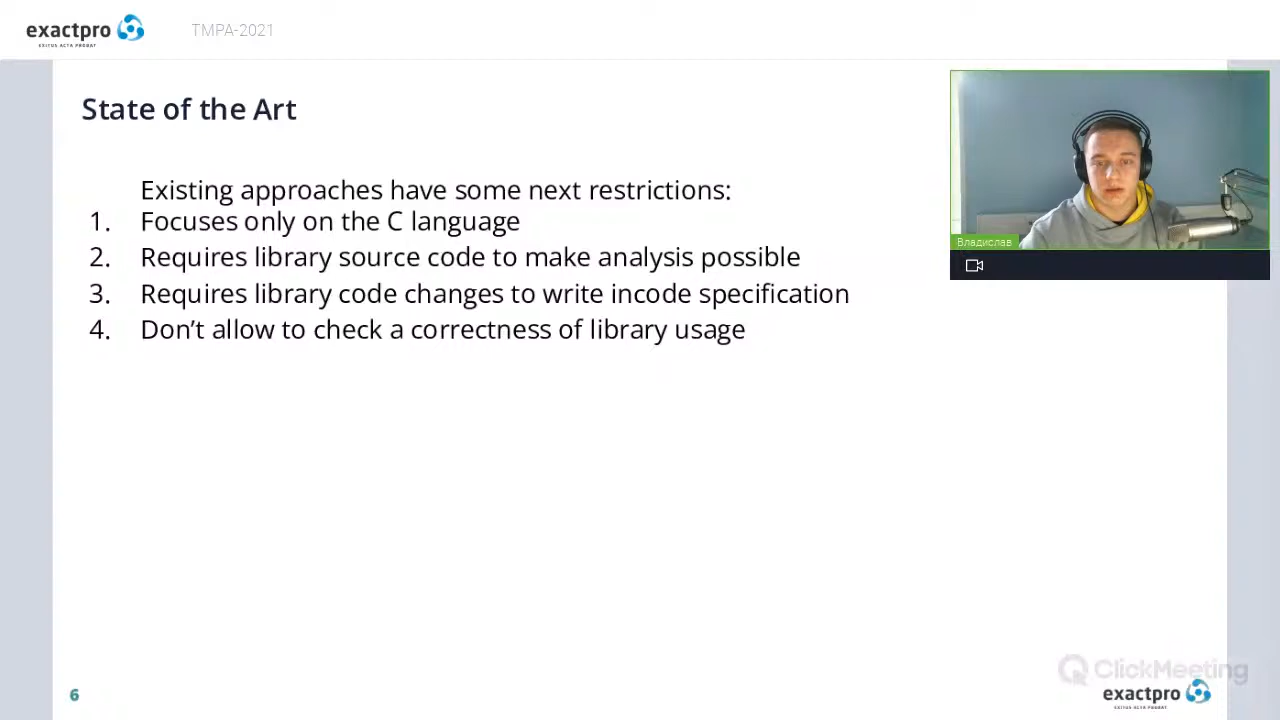 exactpro
EXITUS ACTA PROBAT
TMPA-2021
State of the Art
Existing approaches have some next restrictions:
1. Focuses only on the C language
2. Requires library source code to make analysis possible
3. Requires library code changes to write incode specification
4. Don’t allow to check a correctness of library usage
Владислав
6
ClickMeeting
exactpro
EXITUS ACTA PROBAT